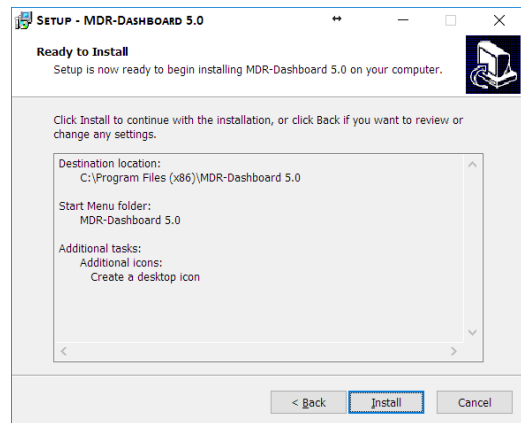 Setup - MDR-Dashboard 5.0
Ready to Install
Setup is now ready to begin installing MDR-Dashboard 5.0 on your computer.
Click Install to continue with the installation, or click Back if you want to review or
change any settings.
Destination location:
C:\Program Files (x86)\MDR-Dashboard 5.0
Start Menu folder:
MDR-Dashboard 5.0
Additional tasks:
Additional icons:
Create a desktop icon
< Back
Install
Cancel